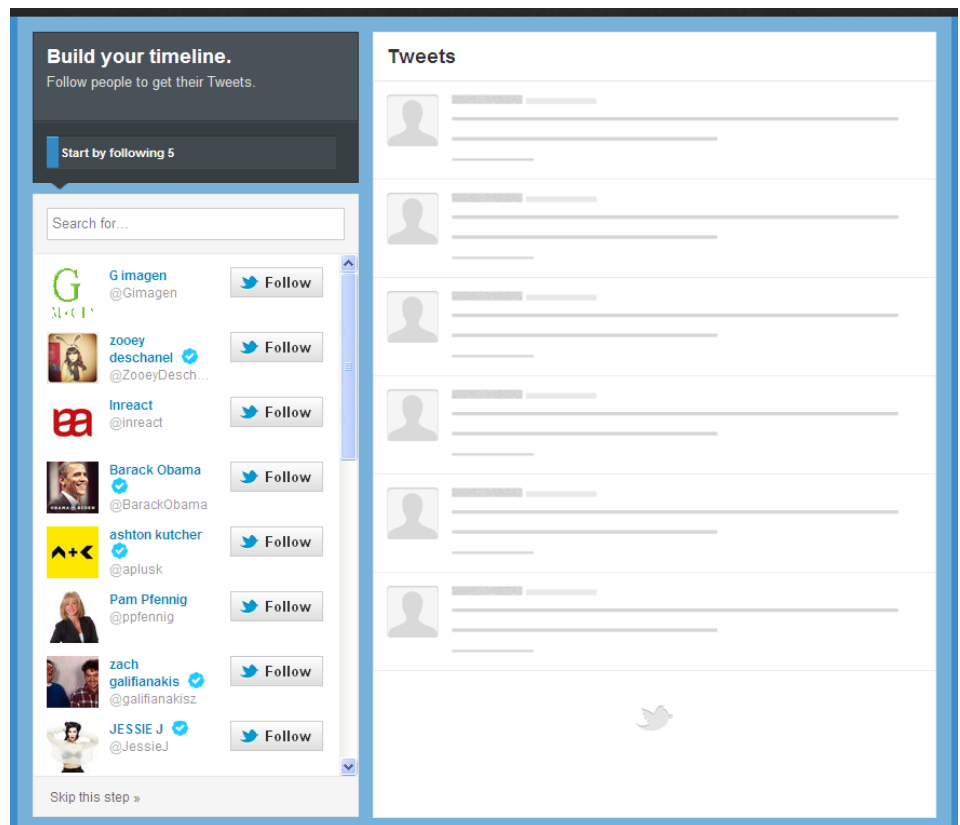 Build your timeline.
Follow people to get their Tweets.
Start by following 5
Search for...
G imagen
@Gimagen
Follow
zooey
deschanel
@ZooeyDesch...
Follow
Inreact
@inreact
Follow
Barack Obama
@BarackObama
Follow
ashton kutcher
@aplusk
Follow
Pam Pfennig
@ppfennig
Follow
zach
galifianakis
@galifianakisz
Follow
JESSIE J
@JessieJ
Follow
Skip this step »
Tweets